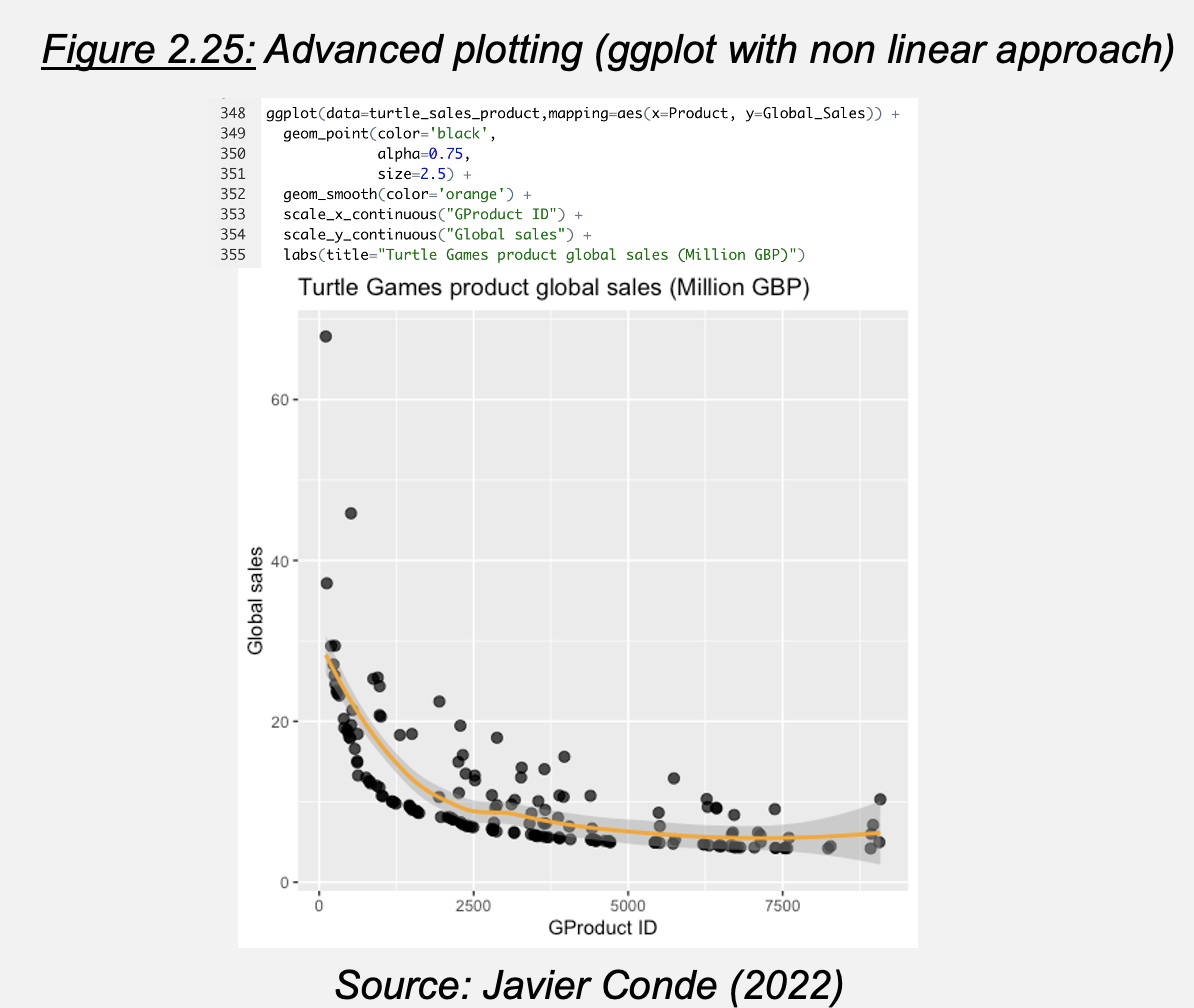 Figure 2.25: Advanced plotting (ggplot with non linear approach)
348 ggplot(data=turtle_sales_product,mapping=aes(x=Product, y=Global_Sales)) +
349 geom_point(color='black',
350 alpha=0.75,
351 size=2.5) +
352 geom_smooth(color='orange') +
353 scale_x_continuous("GProduct ID") +
354 scale_y_continuous("Global sales") +
355 labs(title="Turtle Games product global sales (Million GBP)")
Turtle Games product global sales (Million GBP)
60
40
20
0
Global sales
0 2500 5000 7500
GProduct ID
Source: Javier Conde (2022)